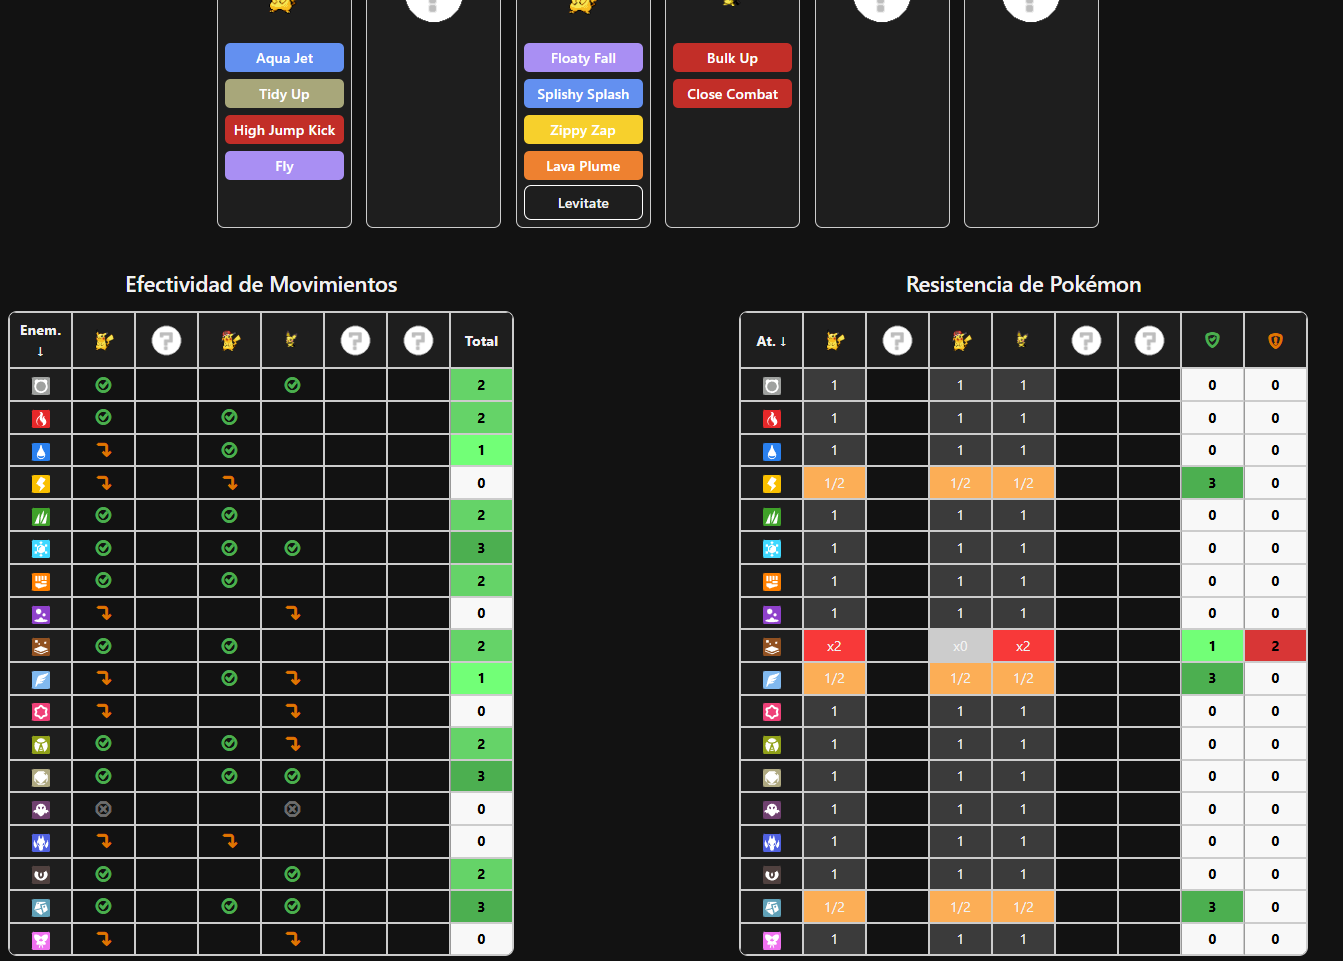 Aqua Jet
Tidy Up
High Jump Kick
Fly
Floaty Fall
Splishy Splash
Zippy Zap
Lava Plume
Levitate
Bulk Up
Close Combat
Efectividad de Movimientos
Enem. ↓ Total
2
2
1
0
2
3
2
0
2
1
0
2
3
0
0
2
3
0
Resistencia de Pokémon
At. ↓
1 1 1 0 0
1 1 1 0 0
1 1 1 0 0
1/2 1/2 1/2 3 0
1 1 1 0 0
1 1 1 0 0
1 1 1 0 0
1 1 1 0 0
x2 x0 x2 1 2
1/2 1/2 1/2 3 0
1 1 1 0 0
1 1 1 0 0
1 1 1 0 0
1 1 1 0 0
1 1 1 0 0
1 1 1 0 0
1/2 1/2 1/2 3 0
1 1 1 0 0